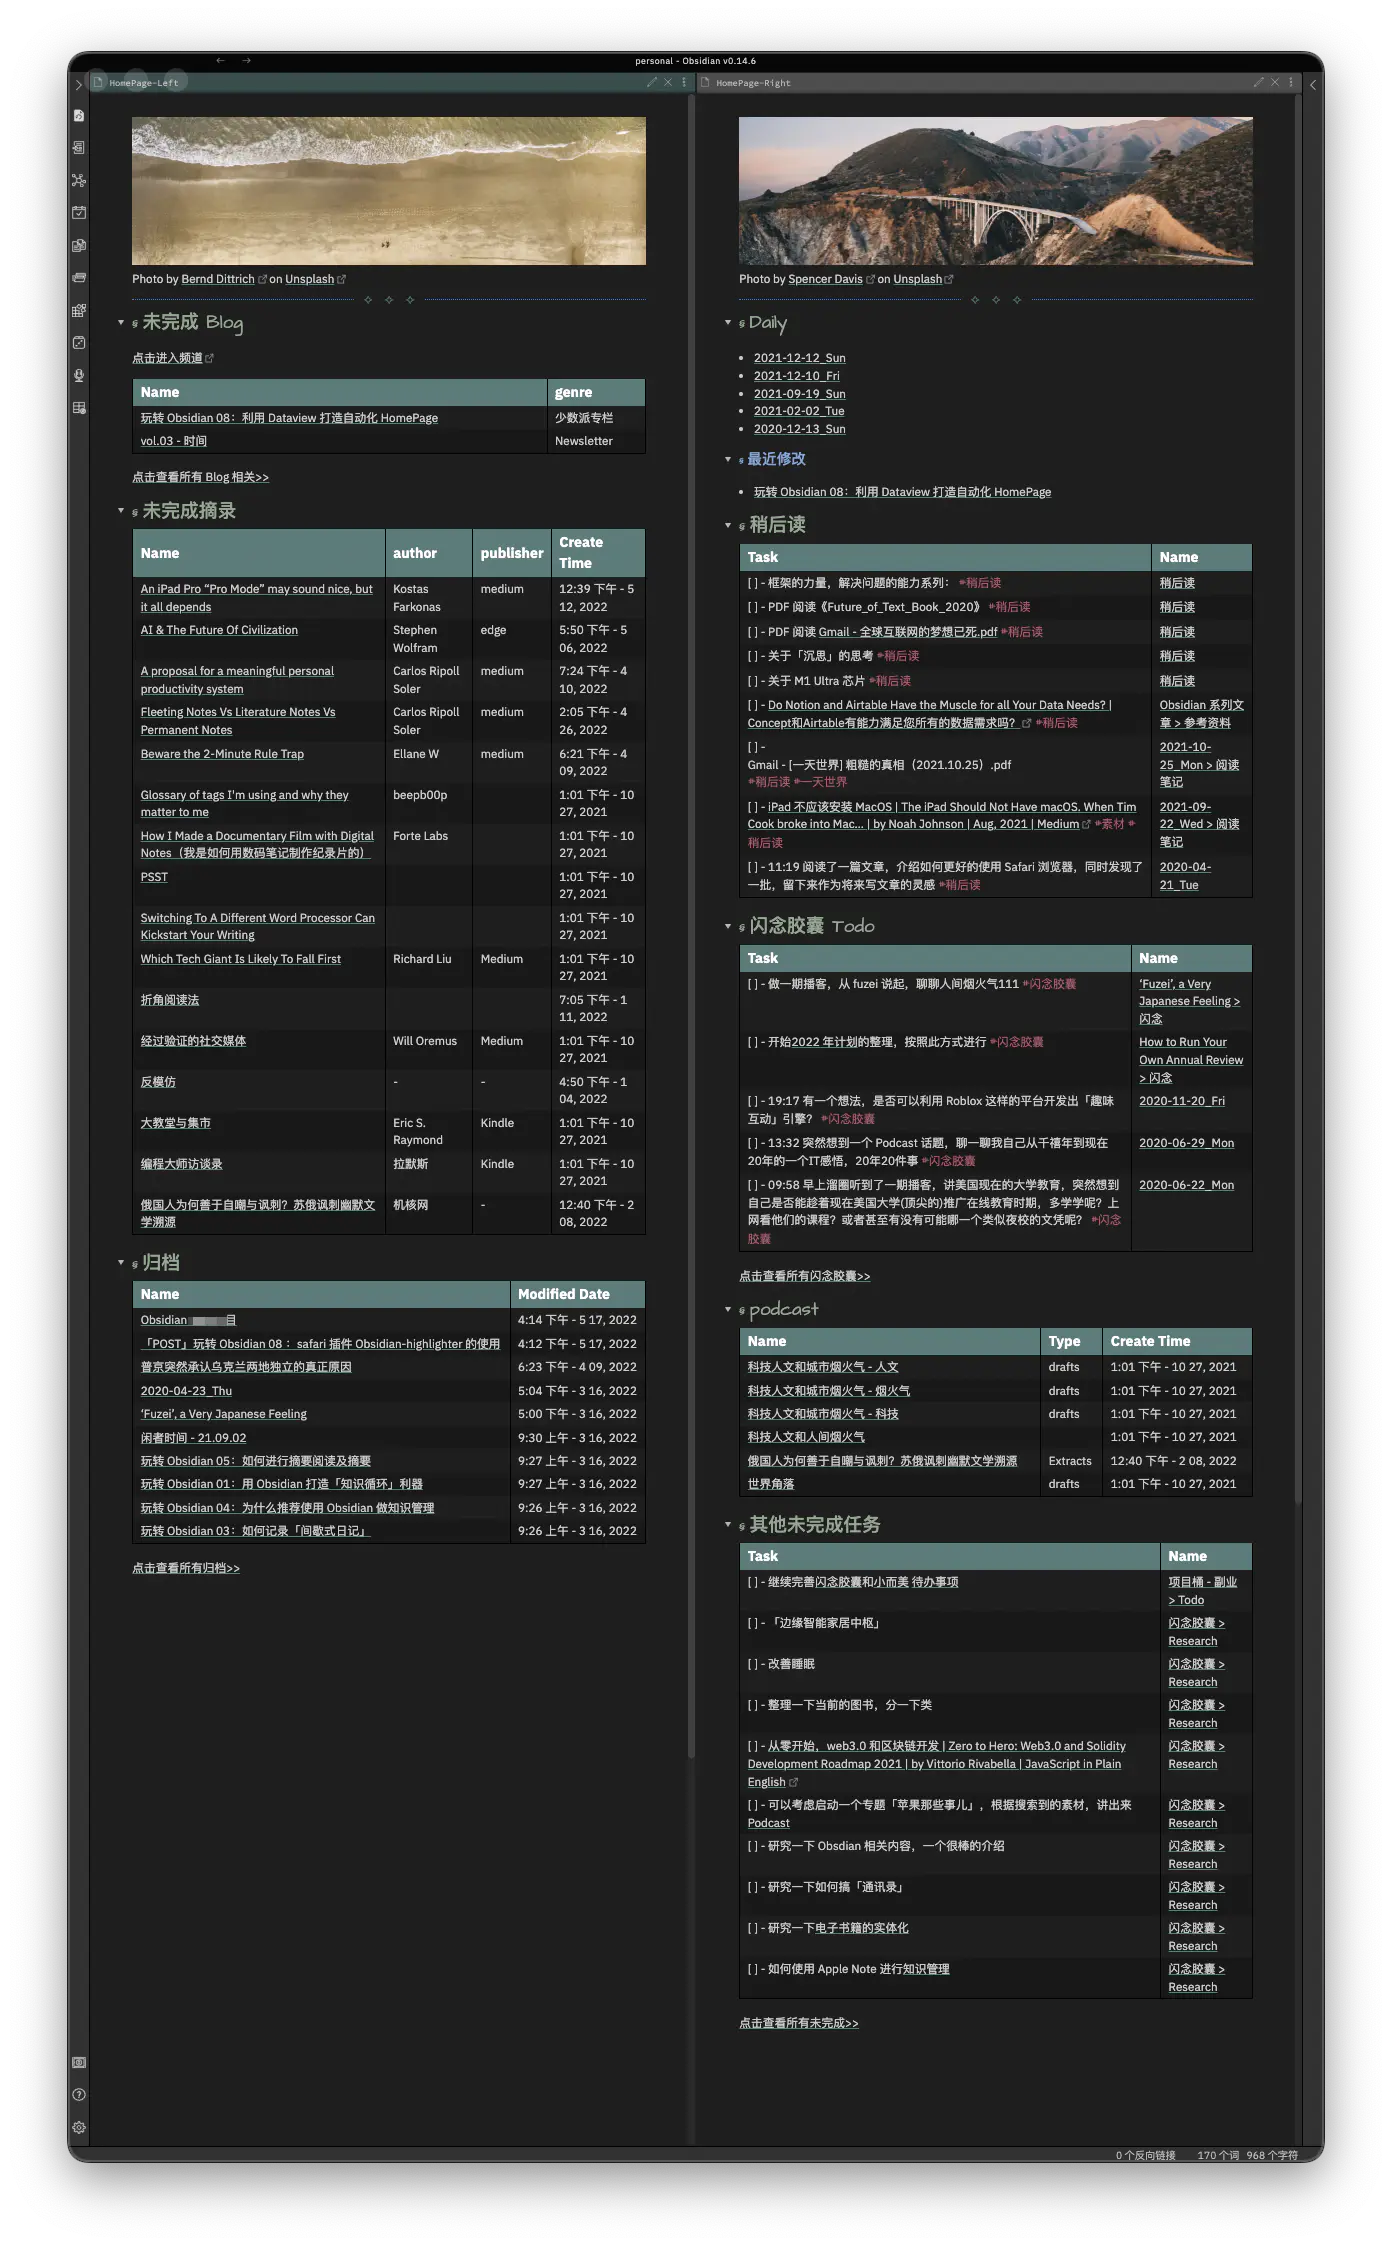 personal - Obsidian v0.14.6
HomePage-Left
Photo by Bernd Dittrich on Unsplash
未完成 Blog
点击进入频道
Name genre
玩转 Obsidian 08：利用 Dataview 打造自动化 HomePage 少数派专栏
vol.03 - 时间 Newsletter
点击查看所有 Blog 相关>>
未完成摘录
Name author publisher Create
Time
An iPad Pro “Pro Mode” may sound nice, but Kostas medium 12:39 下午 - 5
it all depends Farkonas 12, 2022
AI & The Future Of Civilization Stephen edge 5:50 下午 - 5
Wolfram 06, 2022
A proposal for a meaningful personal Carlos Ripoll medium 7:24 下午 - 4
productivity system Soler 10, 2022
Fleeting Notes Vs Literature Notes Vs Carlos Ripoll medium 2:05 下午 - 4
Permanent Notes Soler 26, 2022
Beware the 2-Minute Rule Trap Ellane W medium 6:21 下午 - 4
09, 2022
Glossary of tags I'm using and why they beepb00p 1:01 下午 - 10
matter to me 27, 2021
How I Made a Documentary Film with Digital Forte Labs 1:01 下午 - 10
Notes（我是如何用数码笔记制作纪录片的） 27, 2021
PSST 1:01 下午 - 10
27, 2021
Switching To A Different Word Processor Can 1:01 下午 - 10
Kickstart Your Writing 27, 2021
Which Tech Giant Is Likely To Fall First Richard Liu Medium 1:01 下午 - 10
27, 2021
折角阅读法 7:05 下午 - 1
11, 2022
经过验证的社交媒体 Will Oremus Medium 1:01 下午 - 10
27, 2021
反模仿 - - 4:50 下午 - 1
04, 2022
大教堂与集市 Eric S. Kindle 1:01 下午 - 10
Raymond 27, 2021
编程大师访谈录 拉默斯 Kindle 1:01 下午 - 10
27, 2021
俄国人为何善于自嘲与讽刺？苏俄讽刺幽默文 机核网 - 12:40 下午 - 2
学溯源 08, 2022
归档
Name Modified Date
Obsidian 目 4:14 下午 - 5 17, 2022
「POST」玩转 Obsidian 08 ：safari 插件 Obsidian-highlighter 的使用 4:12 下午 - 5 17, 2022
普京突然承认乌克兰两地独立的真正原因 6:23 下午 - 4 09, 2022
2020-04-23_Thu 5:04 下午 - 3 16, 2022
‘Fuzei’, a Very Japanese Feeling 5:00 下午 - 3 16, 2022
闲者时间 - 21.09.02 9:30 上午 - 3 16, 2022
玩转 Obsidian 05：如何进行摘要阅读及摘要 9:27 上午 - 3 16, 2022
玩转 Obsidian 01：用 Obsidian 打造「知识循环」利器 9:27 上午 - 3 16, 2022
玩转 Obsidian 04：为什么推荐使用 Obsidian 做知识管理 9:26 上午 - 3 16, 2022
玩转 Obsidian 03：如何记录「间歇式日记」 9:26 上午 - 3 16, 2022
点击查看所有归档>>
HomePage-Right
Photo by Spencer Davis on Unsplash
Daily
2021-12-12_Sun
2021-12-10_Fri
2021-09-19_Sun
2021-02-02_Tue
2020-12-13_Sun
最近修改
玩转 Obsidian 08：利用 Dataview 打造自动化 HomePage
稍后读
Task Name
[ ] - 框架的力量，解决问题的能力系列： #稍后读 稍后读
[ ] - PDF 阅读《Future_of_Text_Book_2020》 #稍后读 稍后读
[ ] - PDF 阅读 Gmail - 全球互联网的梦想已死.pdf #稍后读 稍后读
[ ] - 关于「沉思」的思考 #稍后读 稍后读
[ ] - 关于 M1 Ultra 芯片 #稍后读 稍后读
[ ] - Do Notion and Airtable Have the Muscle for all Your Data Needs? | Obsidian 系列文
Concept和Airtable有能力满足您所有的数据需求吗？ #稍后读 章 > 参考资料
[ ] - 2021-10-
Gmail - [一天世界] 粗糙的真相（2021.10.25）.pdf 25_Mon > 阅读
#稍后读 #一天世界 笔记
[ ] - iPad 不应该安装 MacOS | The iPad Should Not Have macOS. When Tim 2021-09-
Cook broke into Mac... | by Noah Johnson | Aug, 2021 | Medium #素材 # 22_Wed > 阅读
稍后读 笔记
[ ] - 11:19 阅读了一篇文章，介绍如何更好的使用 Safari 浏览器，同时发现了 2020-04-
一批，留下来作为将来写文章的灵感 #稍后读 21_Tue
闪念胶囊 Todo
Task Name
[ ] - 做一期播客，从 fuzei 说起，聊聊人间烟火气111 #闪念胶囊 ‘Fuzei’, a Very
Japanese Feeling >
闪念
[ ] - 开始2022 年计划的整理，按照此方式进行 #闪念胶囊 How to Run Your
Own Annual Review
> 闪念
[ ] - 19:17 有一个想法，是否可以利用 Roblox 这样的平台开发出「趣味 2020-11-20_Fri
互动」引擎？ #闪念胶囊
[ ] - 13:32 突然想到一个 Podcast 话题，聊一聊我自己从千禧年到现在 2020-06-29_Mon
20年的一个IT感悟，20年20件事 #闪念胶囊
[ ] - 09:58 早上溜圈听到了一期播客，讲美国现在的大学教育，突然想到 2020-06-22_Mon
自己是否能趁着现在美国大学(顶尖的)推广在线教育时期，多学学呢？上
网看他们的课程？或者甚至有没有可能哪一个类似夜校的文凭呢？ #闪念
胶囊
点击查看所有闪念胶囊>>
podcast
Name Type Create Time
科技人文和城市烟火气 - 人文 drafts 1:01 下午 - 10 27, 2021
科技人文和城市烟火气 - 烟火气 drafts 1:01 下午 - 10 27, 2021
科技人文和城市烟火气 - 科技 drafts 1:01 下午 - 10 27, 2021
科技人文和人间烟火气 1:01 下午 - 10 27, 2021
俄国人为何善于自嘲与讽刺？苏俄讽刺幽默文学溯源 Extracts 12:40 下午 - 2 08, 2022
世界角落 drafts 1:01 下午 - 10 27, 2021
其他未完成任务
Task Name
[ ] - 继续完善闪念胶囊和小而美 待办事项 项目桶 - 副业
> Todo
[ ] - 「边缘智能家居中枢」 闪念胶囊 >
Research
[ ] - 改善睡眠 闪念胶囊 >
Research
[ ] - 整理一下当前的图书，分一下类 闪念胶囊 >
Research
[ ] - 从零开始，web3.0 和区块链开发 | Zero to Hero: Web3.0 and Solidity 闪念胶囊 >
Development Roadmap 2021 | by Vittorio Rivabella | JavaScript in Plain Research
English
[ ] - 可以考虑启动一个专题「苹果那些事儿」，根据搜索到的素材，讲出来 闪念胶囊 >
Podcast Research
[ ] - 研究一下 Obsdian 相关内容，一个很棒的介绍 闪念胶囊 >
Research
[ ] - 研究一下如何搞「通讯录」 闪念胶囊 >
Research
[ ] - 研究一下电子书籍的实体化 闪念胶囊 >
Research
[ ] - 如何使用 Apple Note 进行知识管理 闪念胶囊 >
Research
点击查看所有未完成>>
0 个反向链接 170 个词 968 个字符